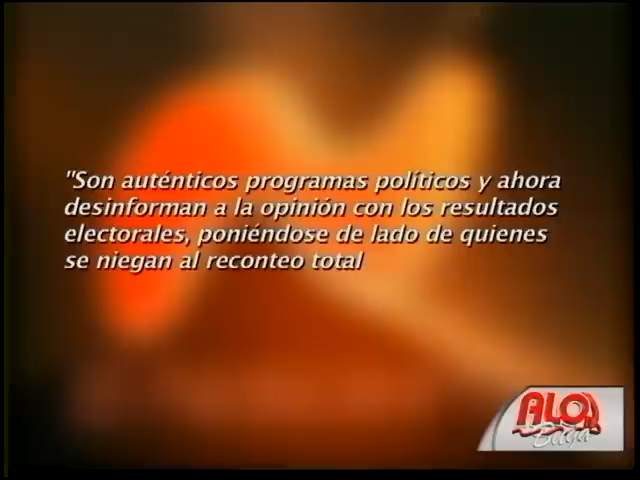 "Son auténticos programas políticos y ahora
desinforman a la opinión con los resultados
electorales, poniéndose de lado de quienes
se niegan al reconteo total
ALO
Baga